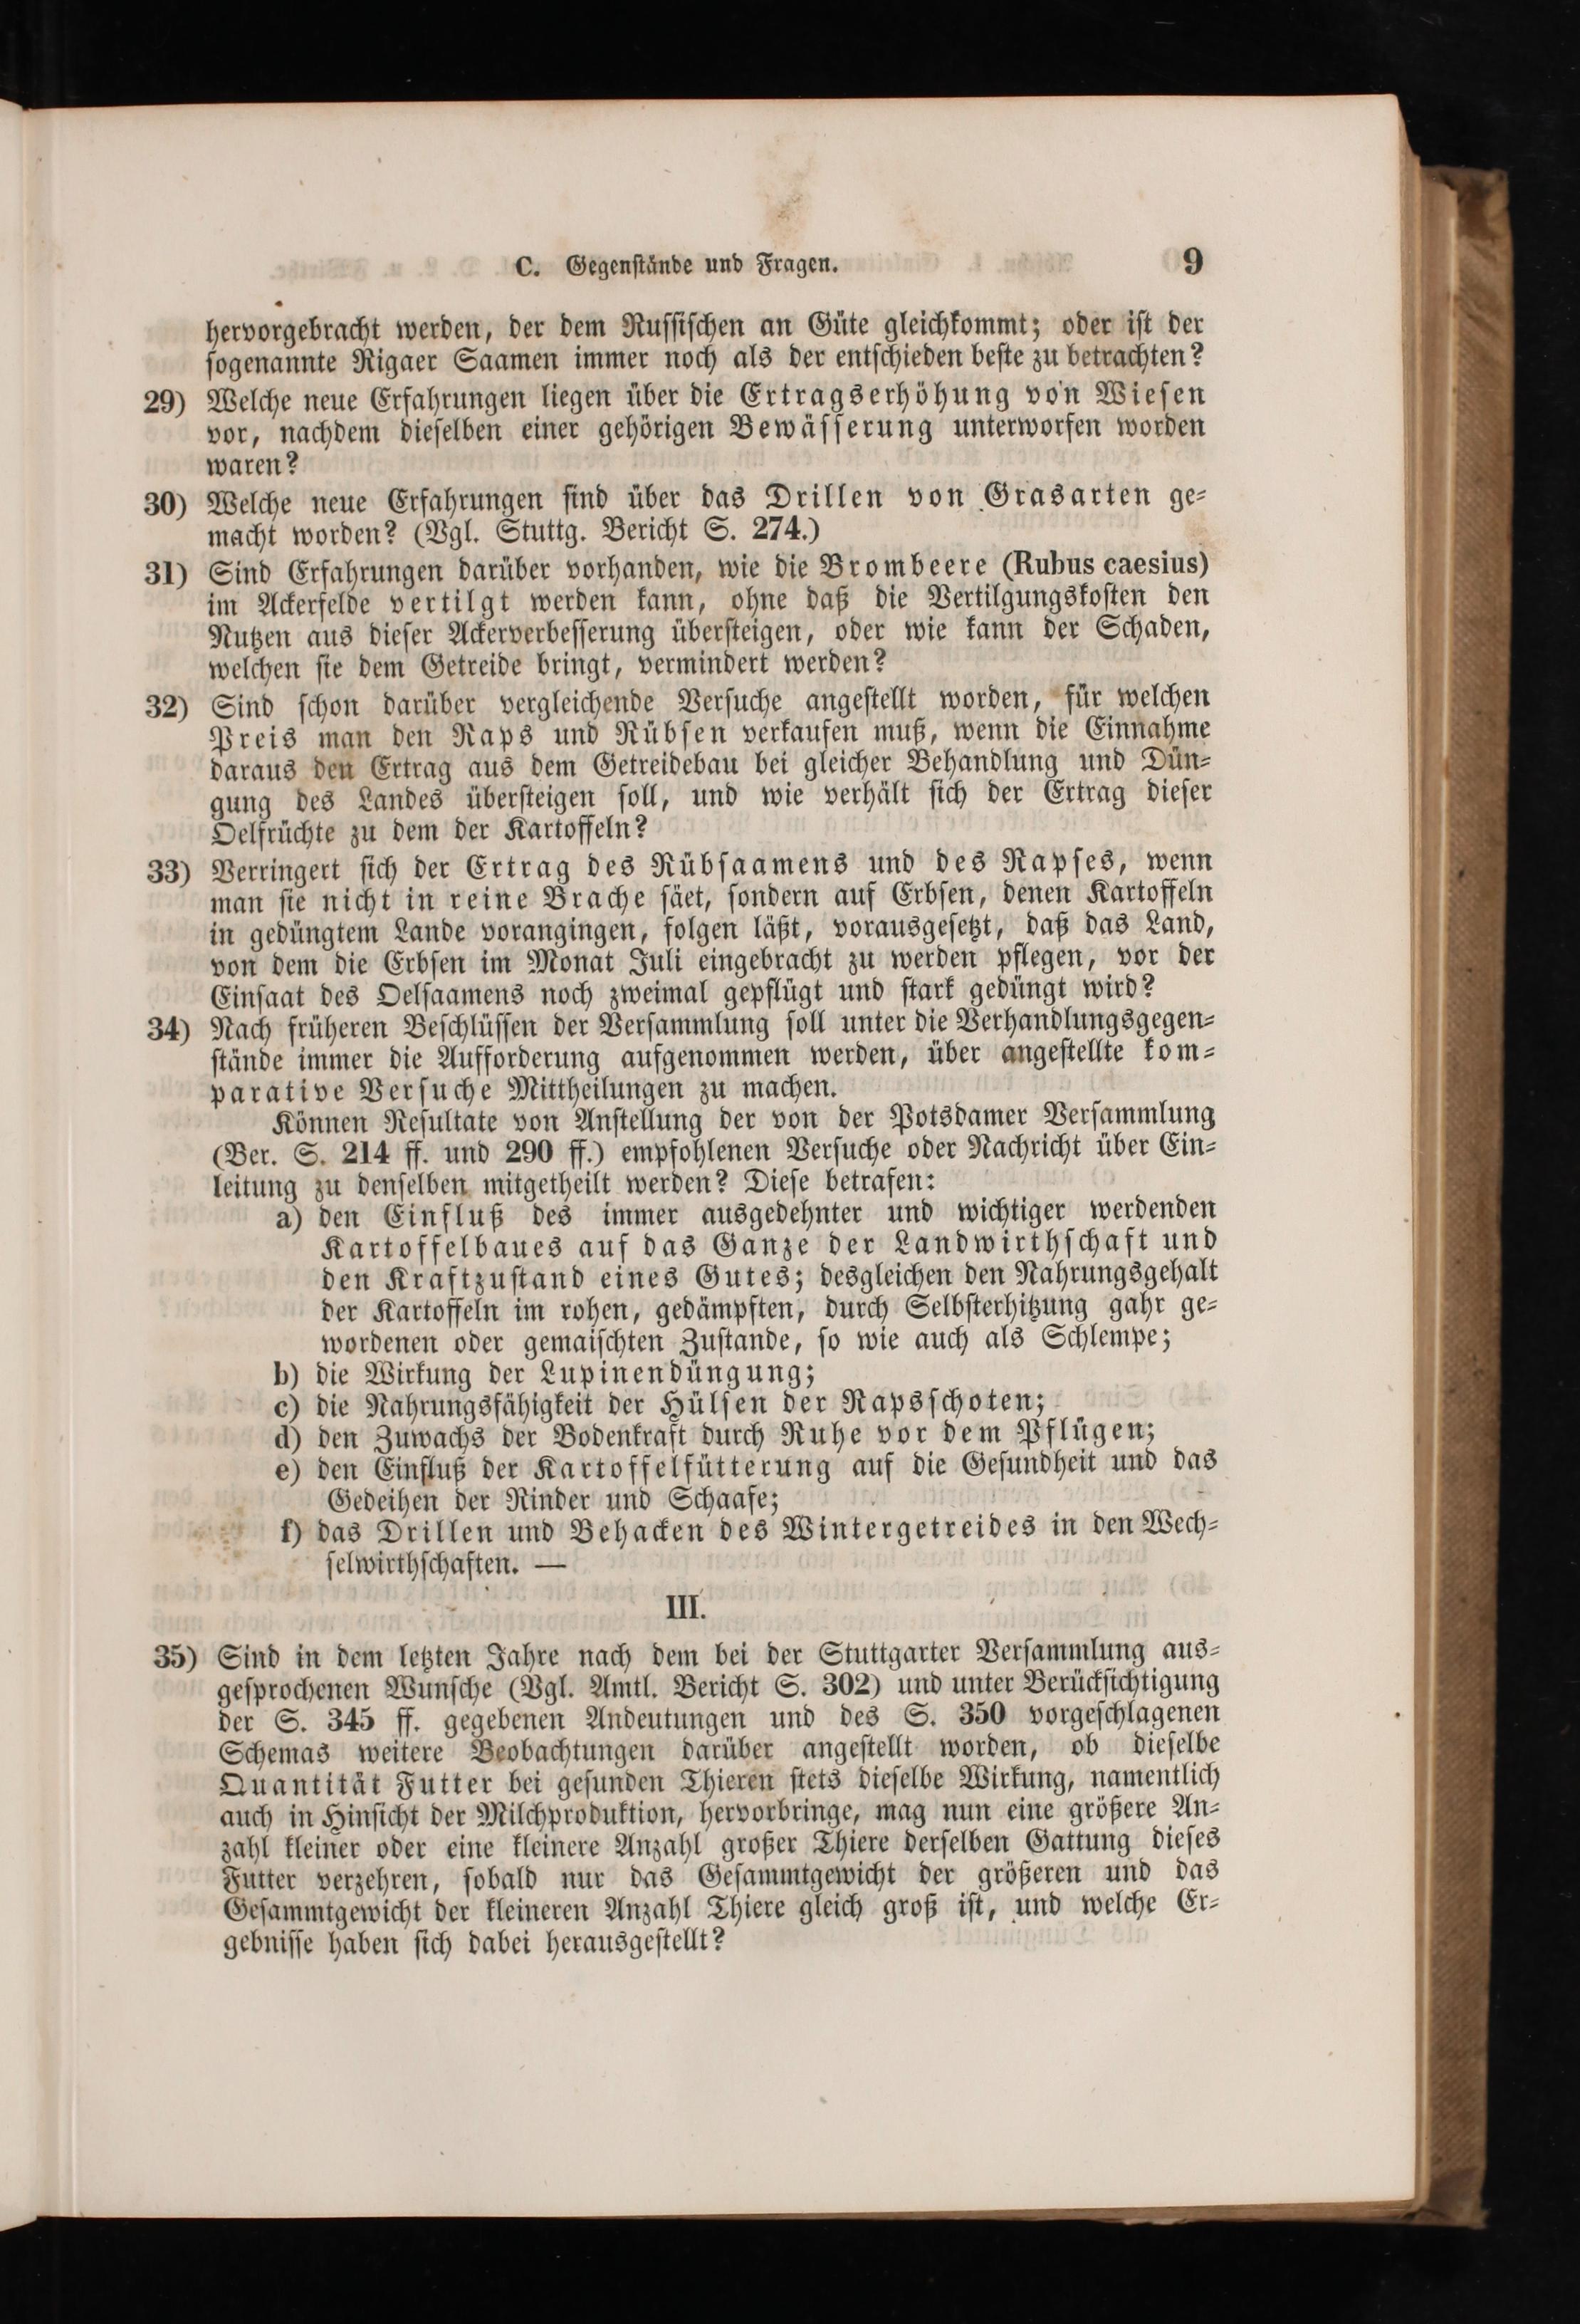 C. Gegenstände und Fragen. 9
hervorgebracht werden, der dem Russischen an Güte gleichkommt; oder ist der
sogenannte Rigaer Saamen immer noch als der entschieden beste zu betrachten?
29) Welche neue Erfahrungen liegen über die Ertragserhöhung von Wiesen
vor, nachdem dieselben einer gehörigen Bewässerung unterworfen worden
waren?
30) Welche neue Erfahrungen sind über das Drillen von Grasarten ge-
macht worden? (Vgl. Stuttg. Bericht S. 274.)
31) Sind Erfahrungen darüber vorhanden, wie die Brombeere (Rubus caesius)
im Ackerfelde vertilgt werden kann, ohne daß die Vertilgungskosten den
Nutzen aus dieser Ackerverbesserung übersteigen, oder wie kann der Schaden,
welchen sie dem Getreide bringt, vermindert werden?
32) Sind schon darüber vergleichende Versuche angestellt worden, für welchen
Preis man den Raps und Rübsen verkaufen muß, wenn die Einnahme
daraus den Ertrag aus dem Getreidebau bei gleicher Behandlung und Dün-
gung des Landes übersteigen soll, und wie verhält sich der Ertrag dieser
Oelfrüchte zu dem der Kartoffeln?
33) Verringert sich der Ertrag des Rübsaamens und des Rapses, wenn
man sie nicht in reine Brache säet, sondern auf Erbsen, denen Kartoffeln
in gedüngtem Lande vorangingen, folgen läßt, vorausgesetzt, daß das Land,
von dem die Erbsen im Monat Juli eingebracht zu werden pflegen, vor der
Einsaat des Oelsaamens noch zweimal gepflügt und stark gedüngt wird?
34) Nach früheren Beschlüssen der Versammlung soll unter die Verhandlungsgegen-
stände immer die Aufforderung aufgenommen werden, über angestellte kom-
parative Versuche Mittheilungen zu machen.
Können Resultate von Anstellung der von der Potsdamer Versammlung
(Ber. S. 214 ff. und 290 ff.) empfohlenen Versuche oder Nachricht über Ein-
leitung zu denselben mitgetheilt werden? Diese betrafen:
a) den Einfluß des immer ausgedehnter und wichtiger werdenden
Kartoffelbaues auf das Ganze der Landwirthschaft und
den Kraftzustand eines Gutes; desgleichen den Nahrungsgehalt
der Kartoffeln im rohen, gedämpften, durch Selbsterhitzung gahr ge-
wordenen oder gemaischten Zustande, so wie auch als Schlempe;
b) die Wirkung der Lupinendüngung;
c) die Nahrungsfähigkeit der Hülsen der Rapsschoten;
d) den Zuwachs der Bodenkraft durch Ruhe vor dem Pflügen;
e) den Einfluß der Kartoffelfütterung auf die Gesundheit und das
Gedeihen der Rinder und Schaafe;
f) das Drillen und Behacken des Wintergetreides in den Wech-
selwirthschaften. —
III.
35) Sind in dem letzten Jahre nach dem bei der Stuttgarter Versammlung aus-
gesprochenen Wunsche (Vgl. Amtl. Bericht S. 302) und unter Berücksichtigung
der S. 345 ff. gegebenen Andeutungen und des S. 350 vorgeschlagenen
Schemas weitere Beobachtungen darüber angestellt worden, ob dieselbe
Quantität Futter bei gesunden Thieren stets dieselbe Wirkung, namentlich
auch in Hinsicht der Milchproduktion, hervorbringe, mag nun eine größere An-
zahl kleiner oder eine kleinere Anzahl großer Thiere derselben Gattung dieses
Futter verzehren, sobald nur das Gesammtgewicht der größeren und das
Gesammtgewicht der kleineren Anzahl Thiere gleich groß ist, und welche Er-
gebnisse haben sich dabei herausgestellt?